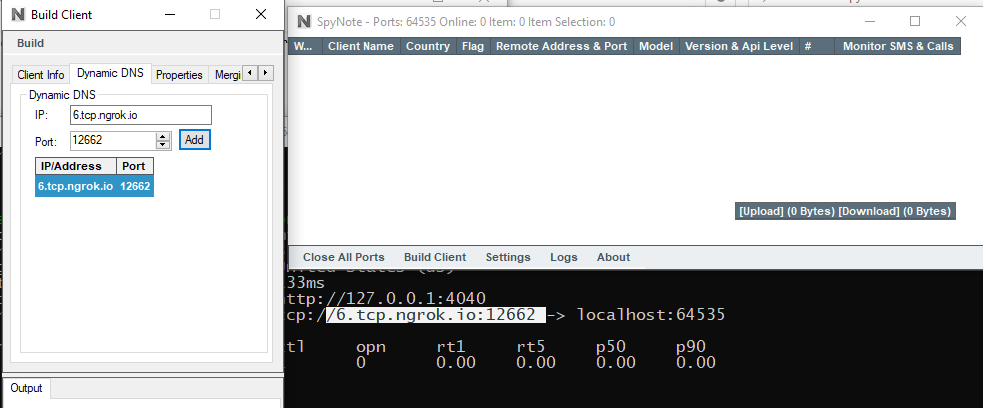 Build Client
Build
Client Info Dynamic DNS Properties Mergi
Dynamic DNS
IP: 6.tcp.ngrok.io
Port: 12662 Add
IP/Address Port
6.tcp.ngrok.io 12662
Output
SpyNote - Ports: 64535 Online: 0 Item: 0 Item Selection: 0
W... Client Name Country Flag Remote Address & Port Model Version & Api Level # Monitor SMS & Calls
[Upload] (0 Bytes) [Download] (0 Bytes)
Close All Ports Build Client Settings Logs About
33ms
http://127.0.0.1:4040
tcp://6.tcp.ngrok.io:12662 -> localhost:64535
ttl opn rt1 rt5 p50 p90
0 0.00 0.00 0.00 0.00